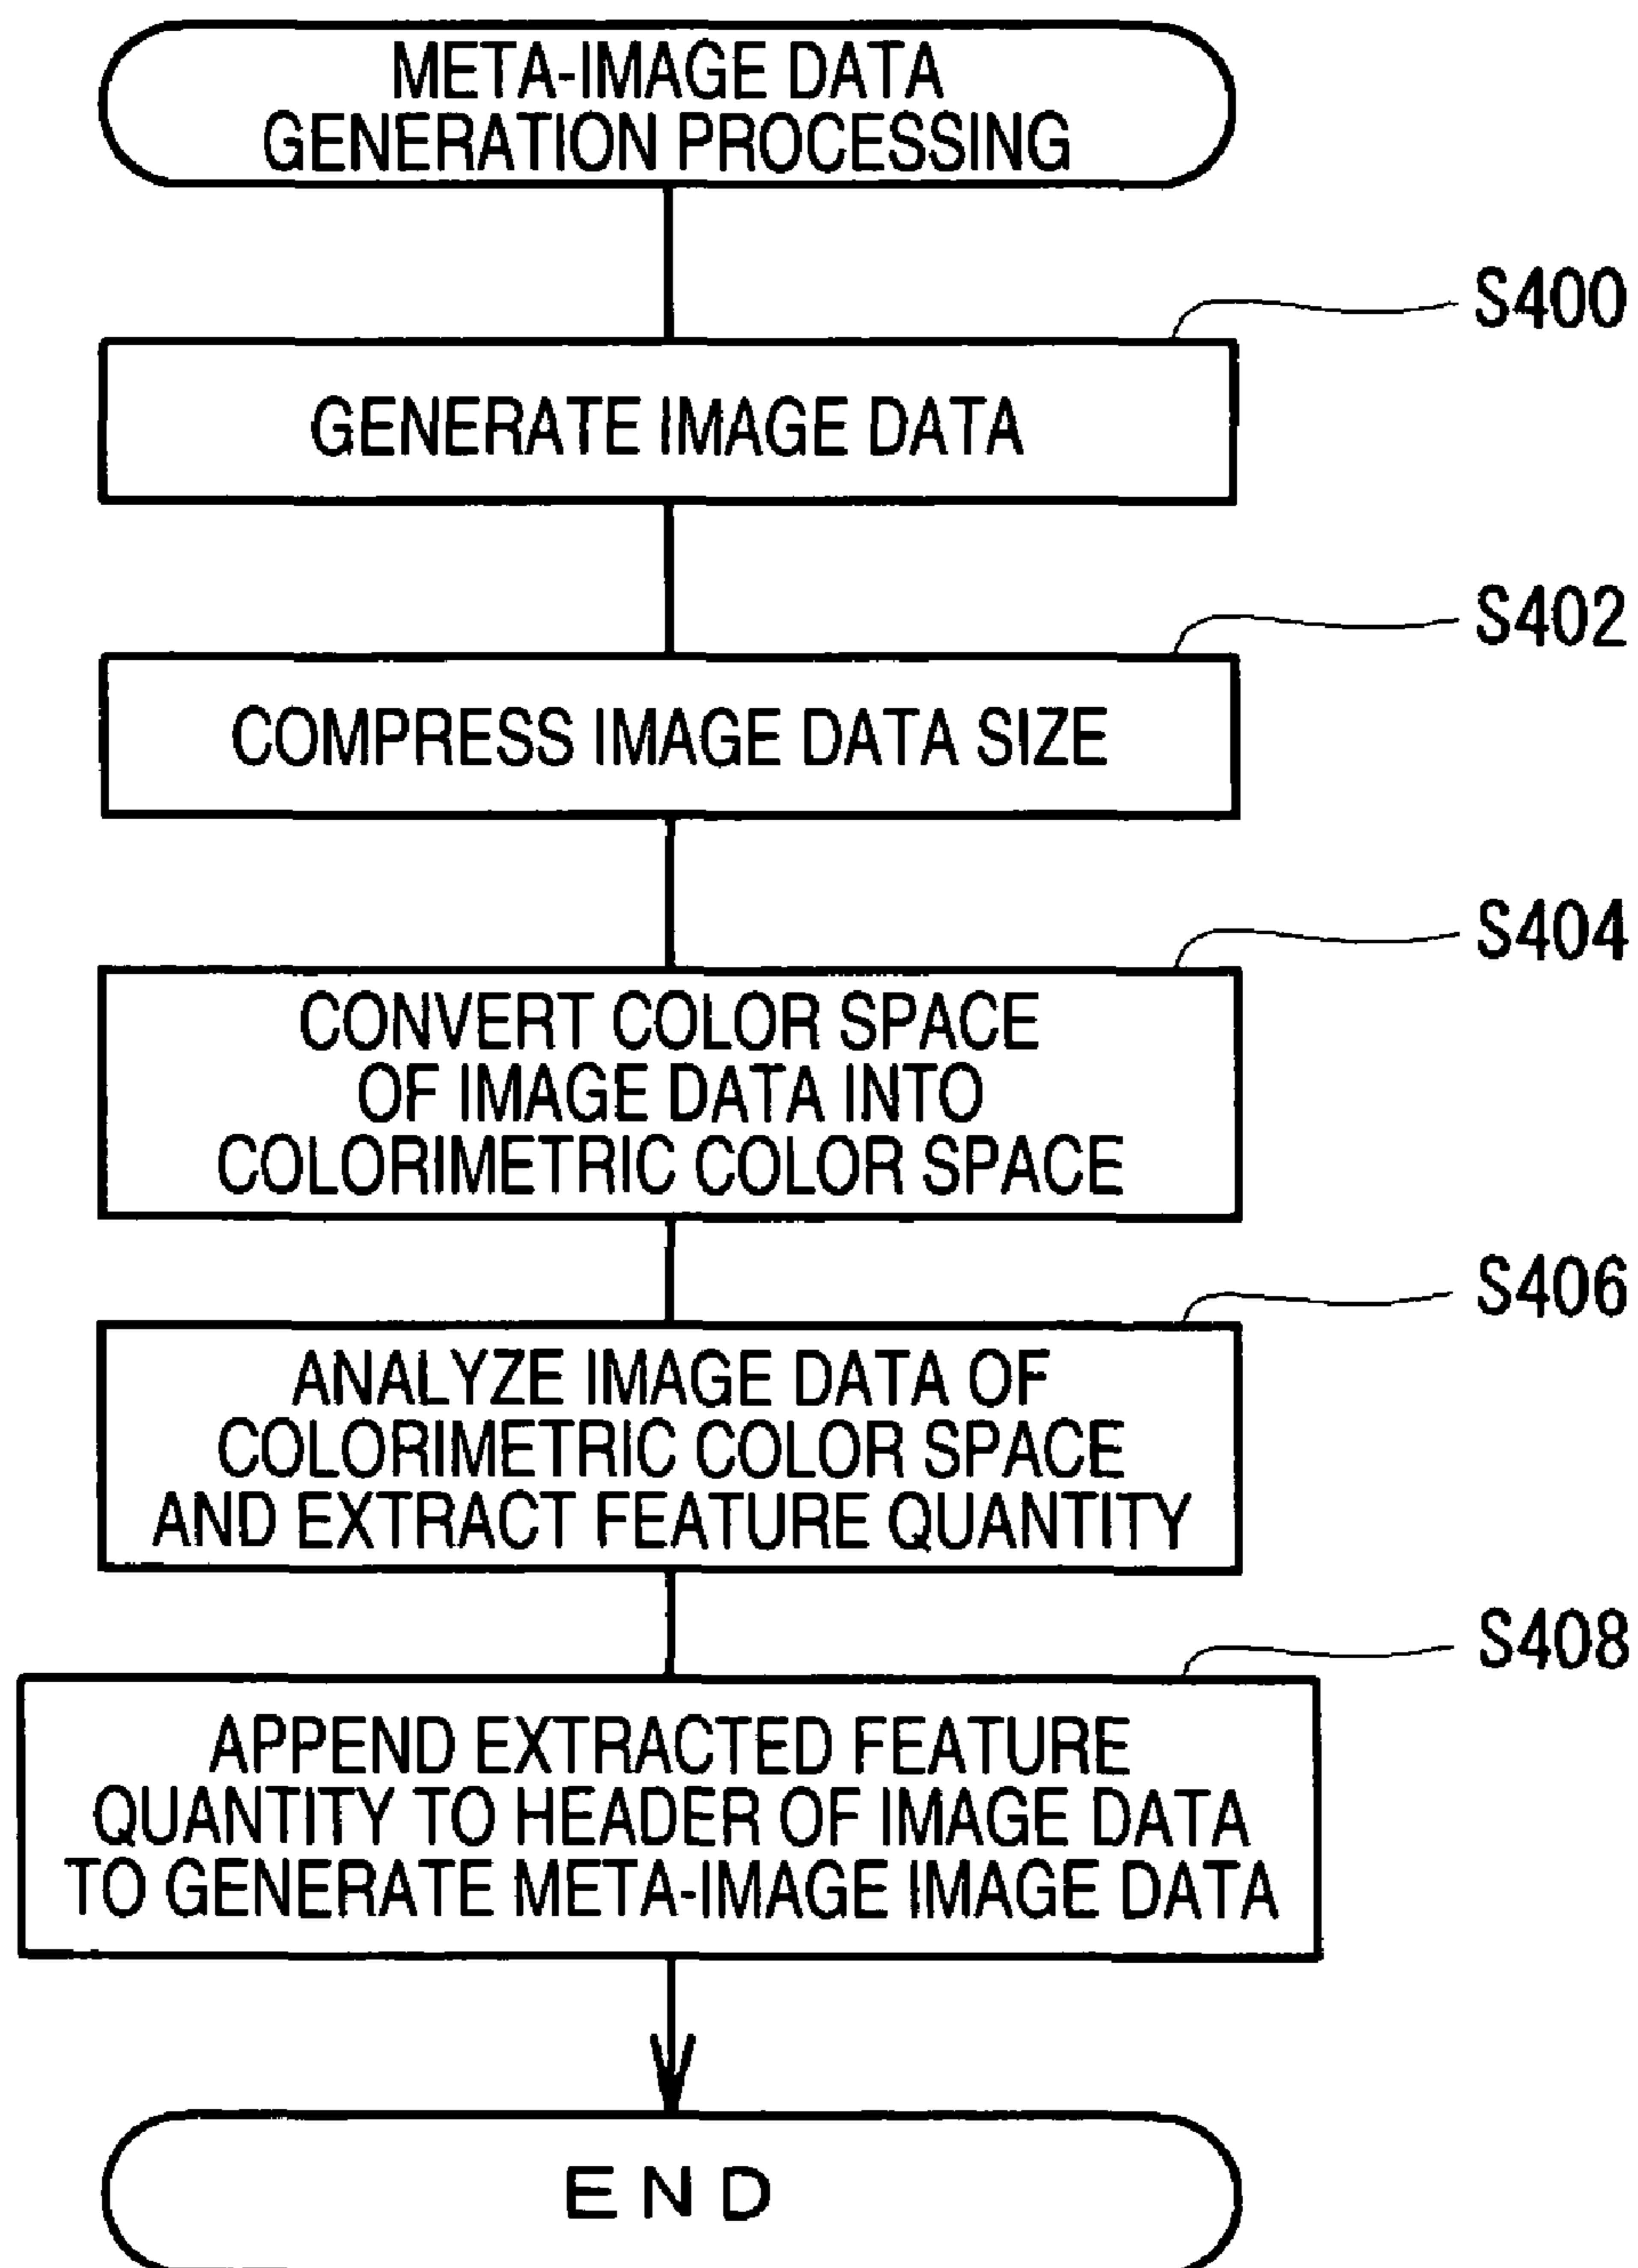 META-IMAGE DATA
GENERATION PROCESSING
S400
GENERATE IMAGE DATA
S402
COMPRESS IMAGE DATA SIZE
S404
CONVERT COLOR SPACE
OF IMAGE DATA INTO
COLORIMETRIC COLOR SPACE
S406
ANALYZE IMAGE DATA OF
COLORIMETRIC COLOR SPACE
AND EXTRACT FEATURE QUANTITY
S408
APPEND EXTRACTED FEATURE
QUANTITY TO HEADER OF IMAGE DATA
TO GENERATE META-IMAGE IMAGE DATA
END